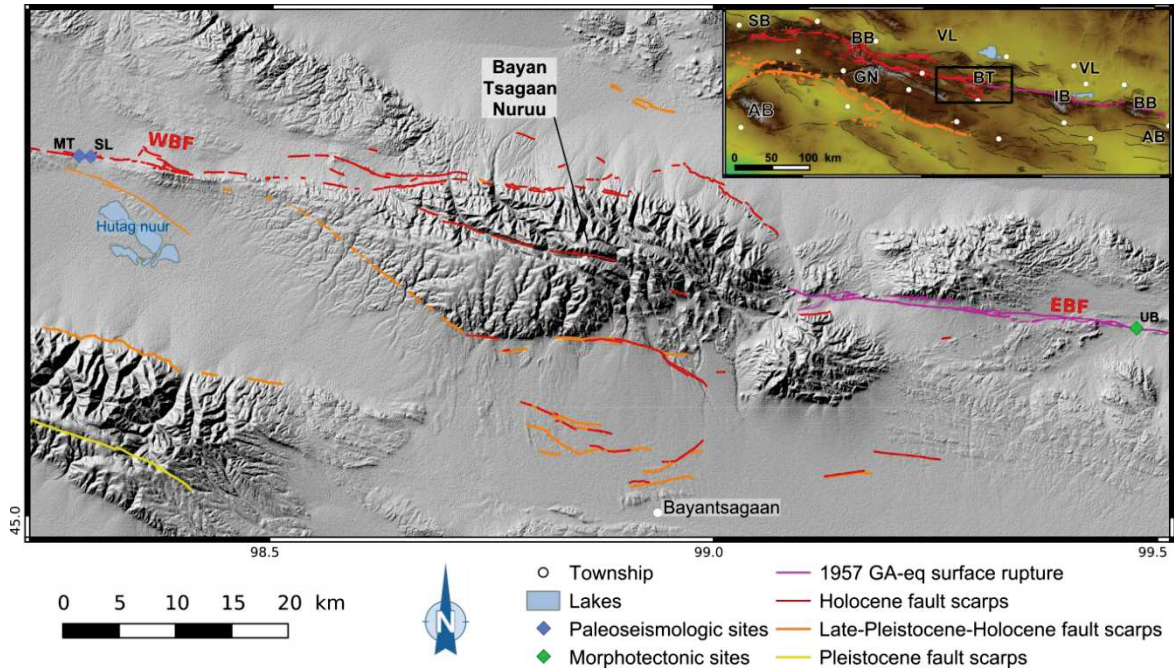 SB
BB
VL
GN
BT
VL
IB
BB
AB
AB
0 50 100 km
Bayan
Tsagaan
Nuruu
WBF
MT
SL
Hutag nuur
EBF
UB
Bayantsagaan
45.0
98.5
99.0
99.5
0 5 10 15 20 km
N
Township
Lakes
Paleoseismologic sites
Morphotectonic sites
1957 GA-eq surface rupture
Holocene fault scarps
Late-Pleistocene-Holocene fault scarps
Pleistocene fault scarps